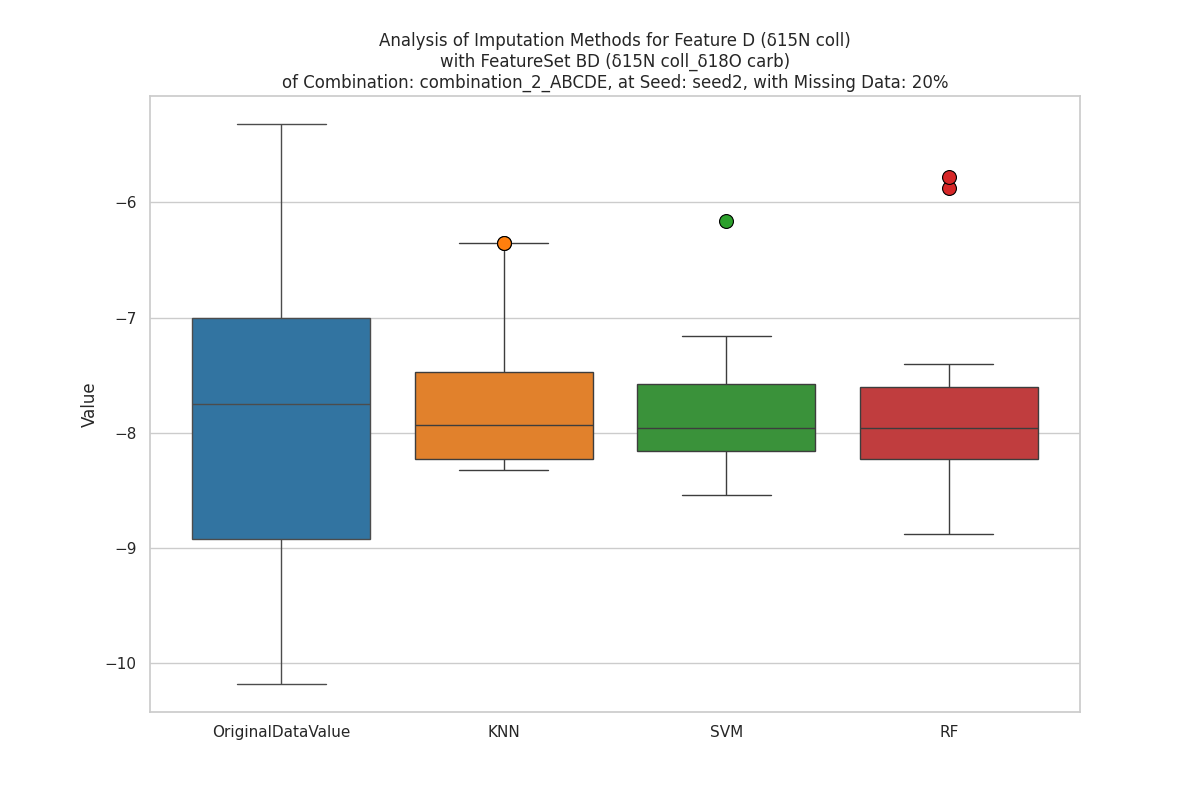 Analysis of Imputation Methods for Feature D (δ15N coll)
with FeatureSet BD (δ15N coll_δ18O carb)
of Combination: combination_2_ABCDE, at Seed: seed2, with Missing Data: 20%
Value
−6
−7
−8
−9
−10
OriginalDataValue
KNN
SVM
RF